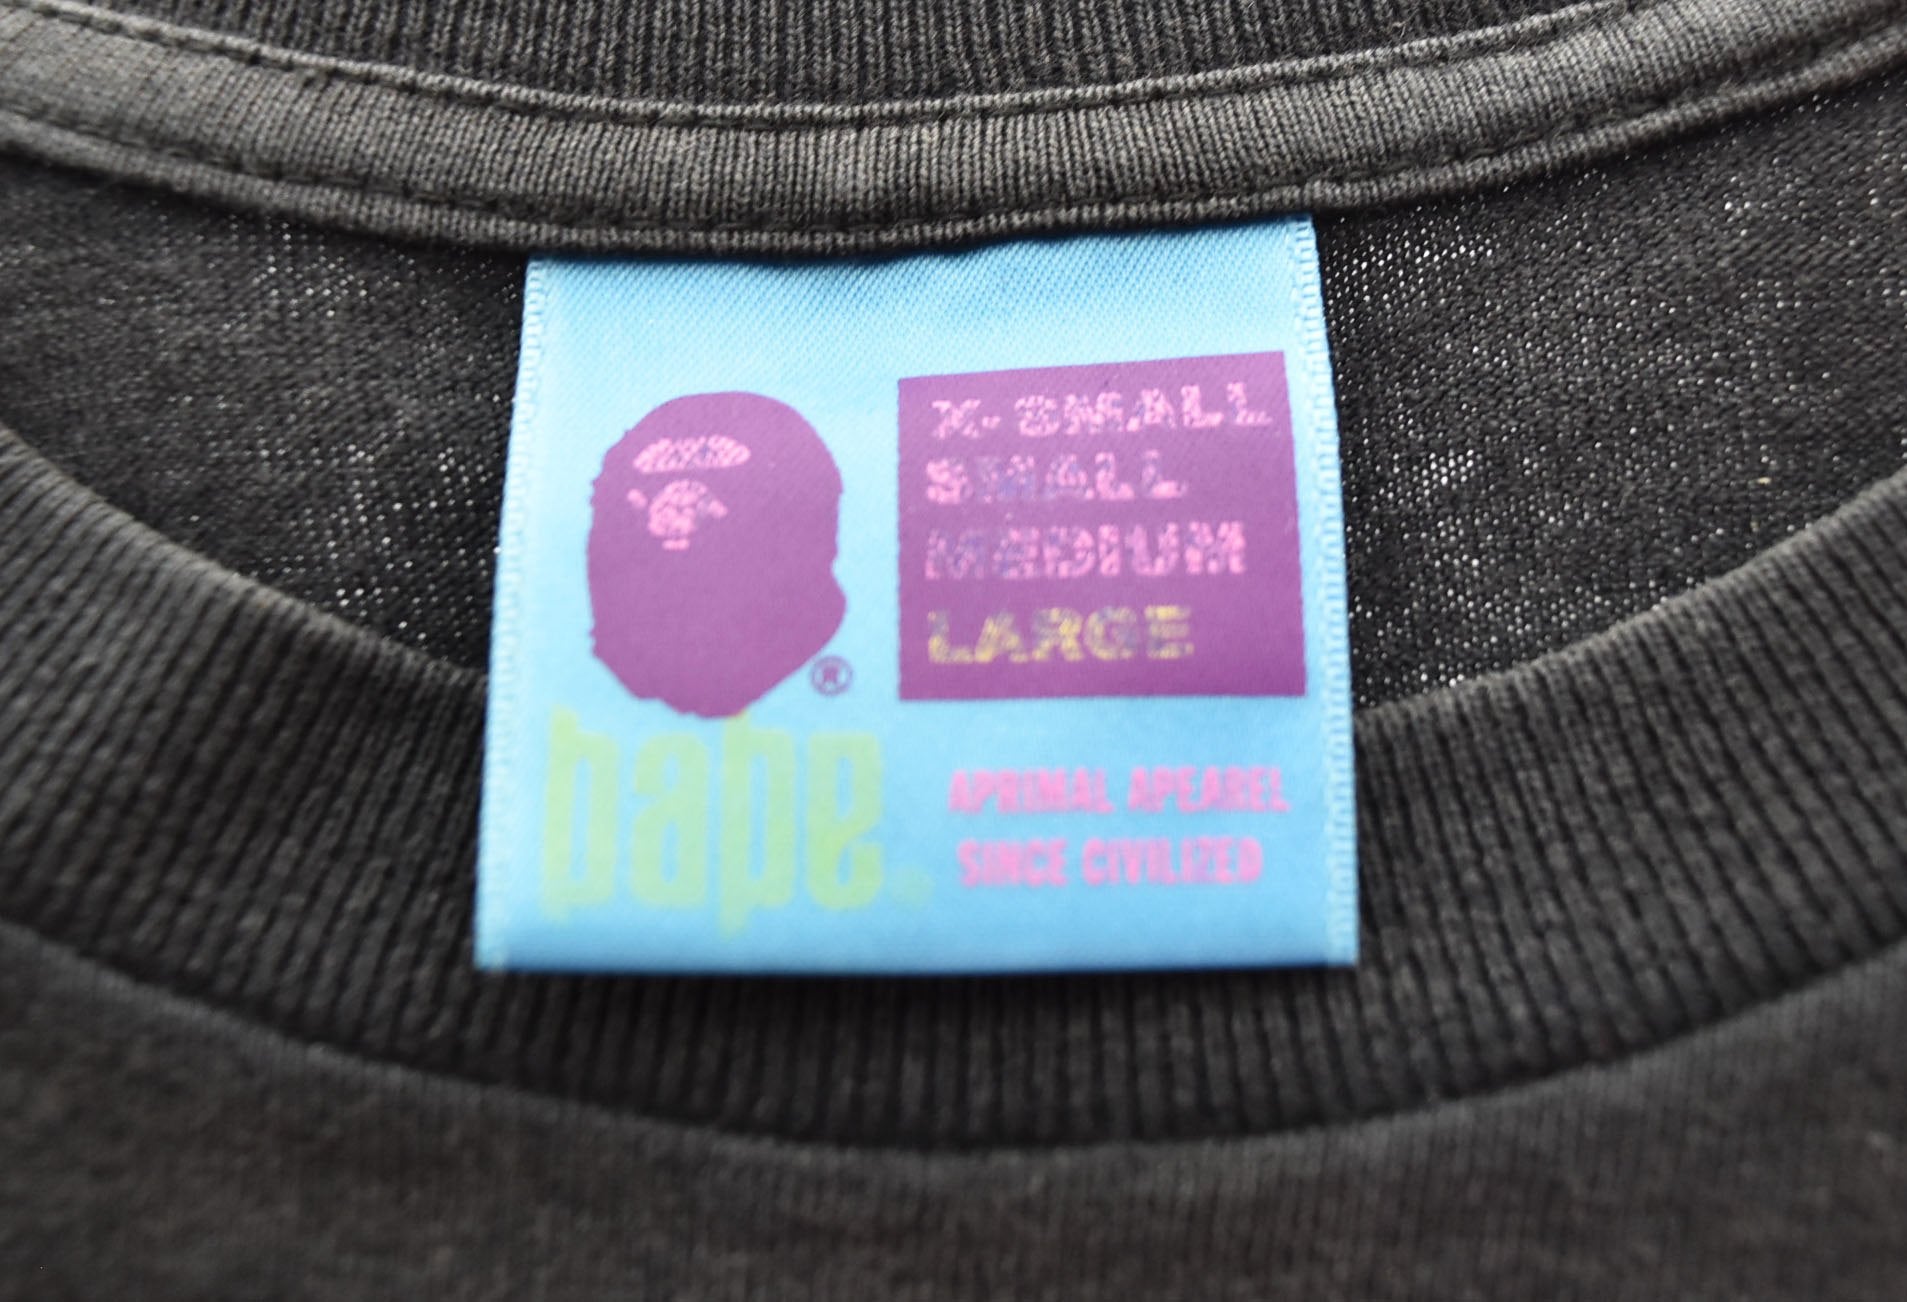 X-SMALL
SMALL
MEDIUM
LARGE
®
bape.
APRIMAL APEAREL
SINCE CIVILIZED